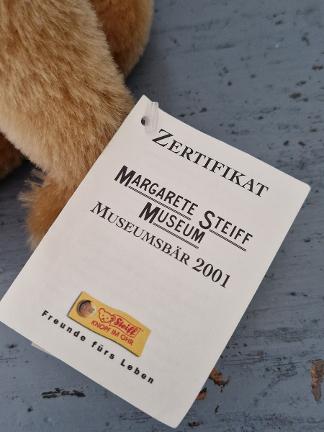 ZERTIFIKAT
MARGARETE STEIFF
MUSEUM
MUSEUMSBÄR 2001
Steiff
KNOPF IM OHR
Freunde fürs Leben